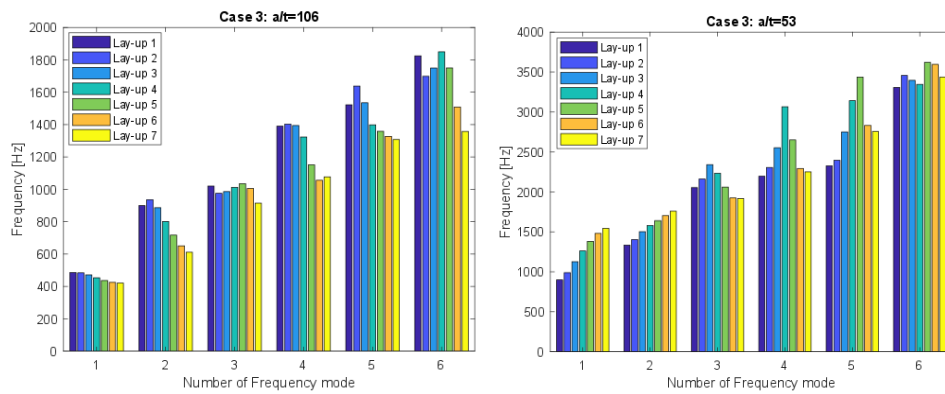 Case 3: a/t=106
Frequency [Hz]
2000
1800
1600
1400
1200
1000
800
600
400
200
0
Lay-up 1
Lay-up 2
Lay-up 3
Lay-up 4
Lay-up 5
Lay-up 6
Lay-up 7
1 2 3 4 5 6
Number of Frequency mode
Case 3: a/t=53
Frequency [Hz]
4000
3500
3000
2500
2000
1500
1000
500
0
Lay-up 1
Lay-up 2
Lay-up 3
Lay-up 4
Lay-up 5
Lay-up 6
Lay-up 7
1 2 3 4 5 6
Number of Frequency mode